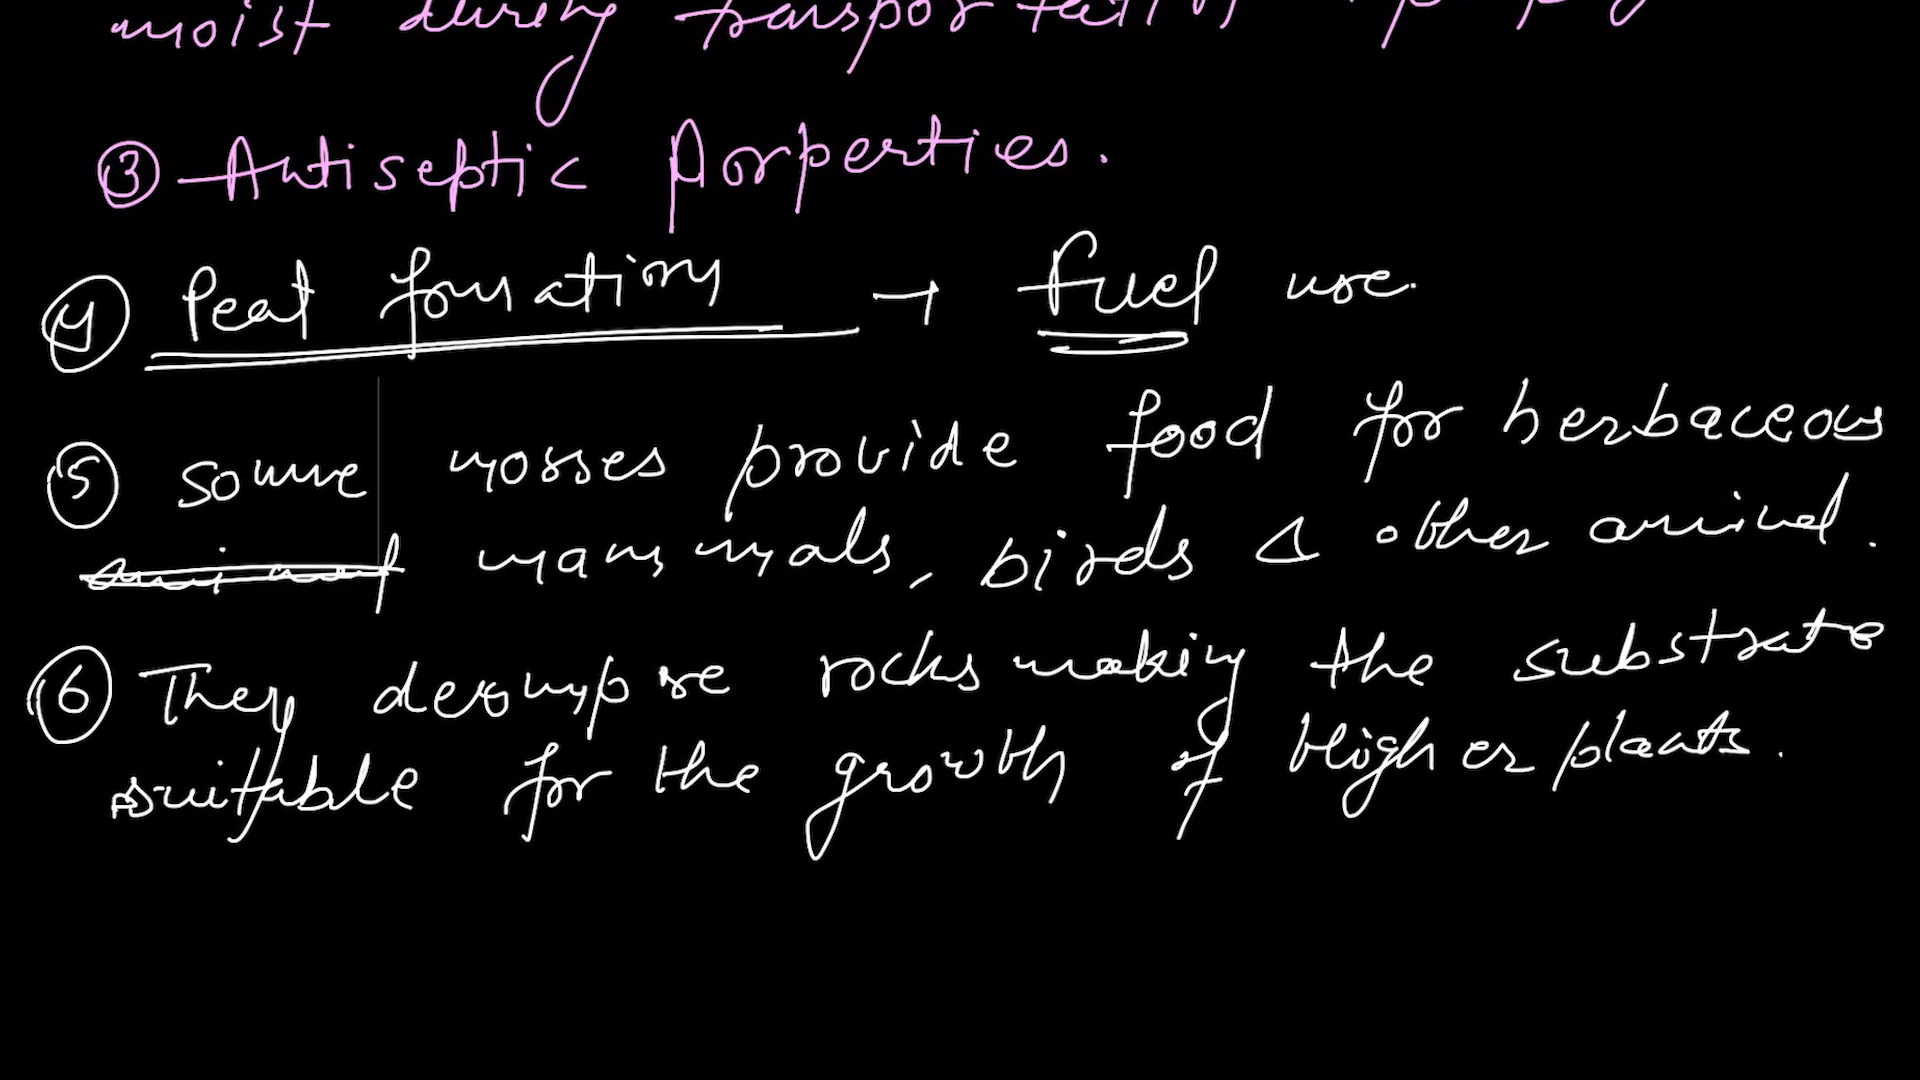 moist during transportation
③ Antiseptic Porperties.
④ Peat formation → fuel use.
⑤ Some mosses provide food for herbaceous
mammals, birds & other animal.
⑥ They decompose rocks making the substrate
suitable for the growth of Higher plants.